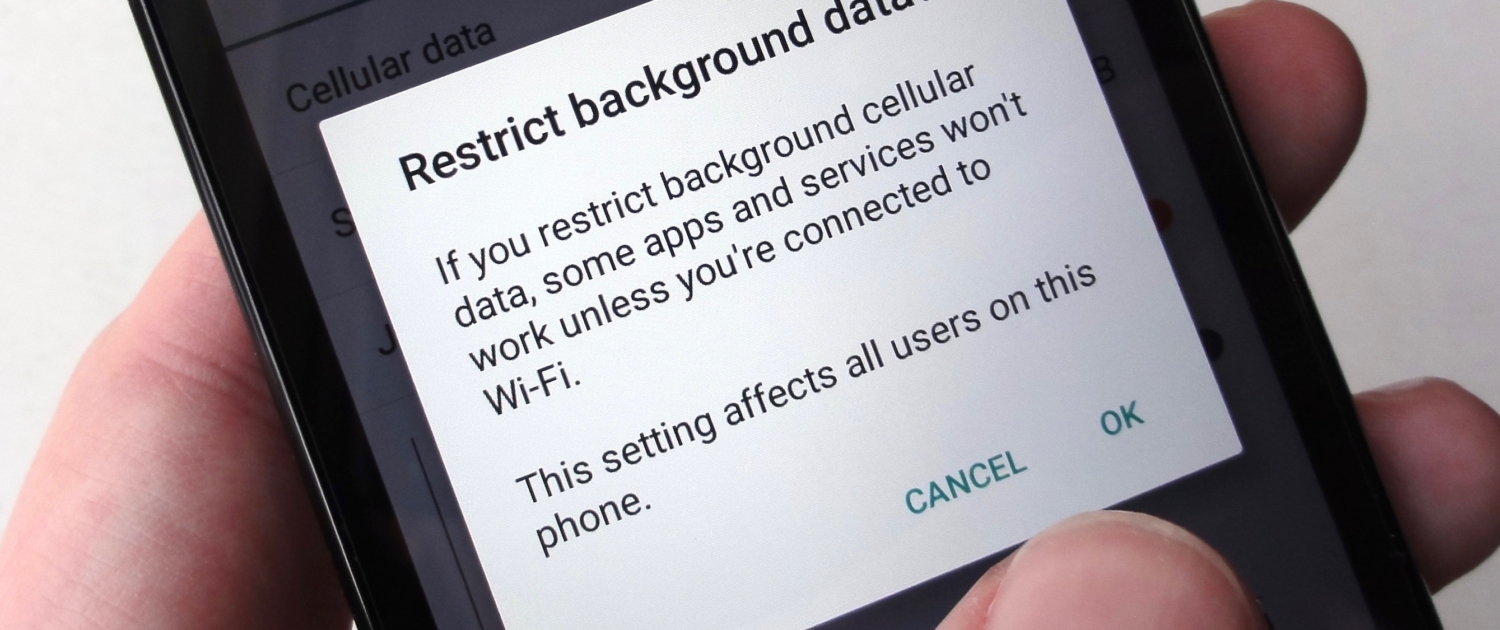 Cellular data
Restrict background data?
If you restrict background cellular
data, some apps and services won't
work unless you're connected to
Wi-Fi.
This setting affects all users on this
phone.
CANCEL OK